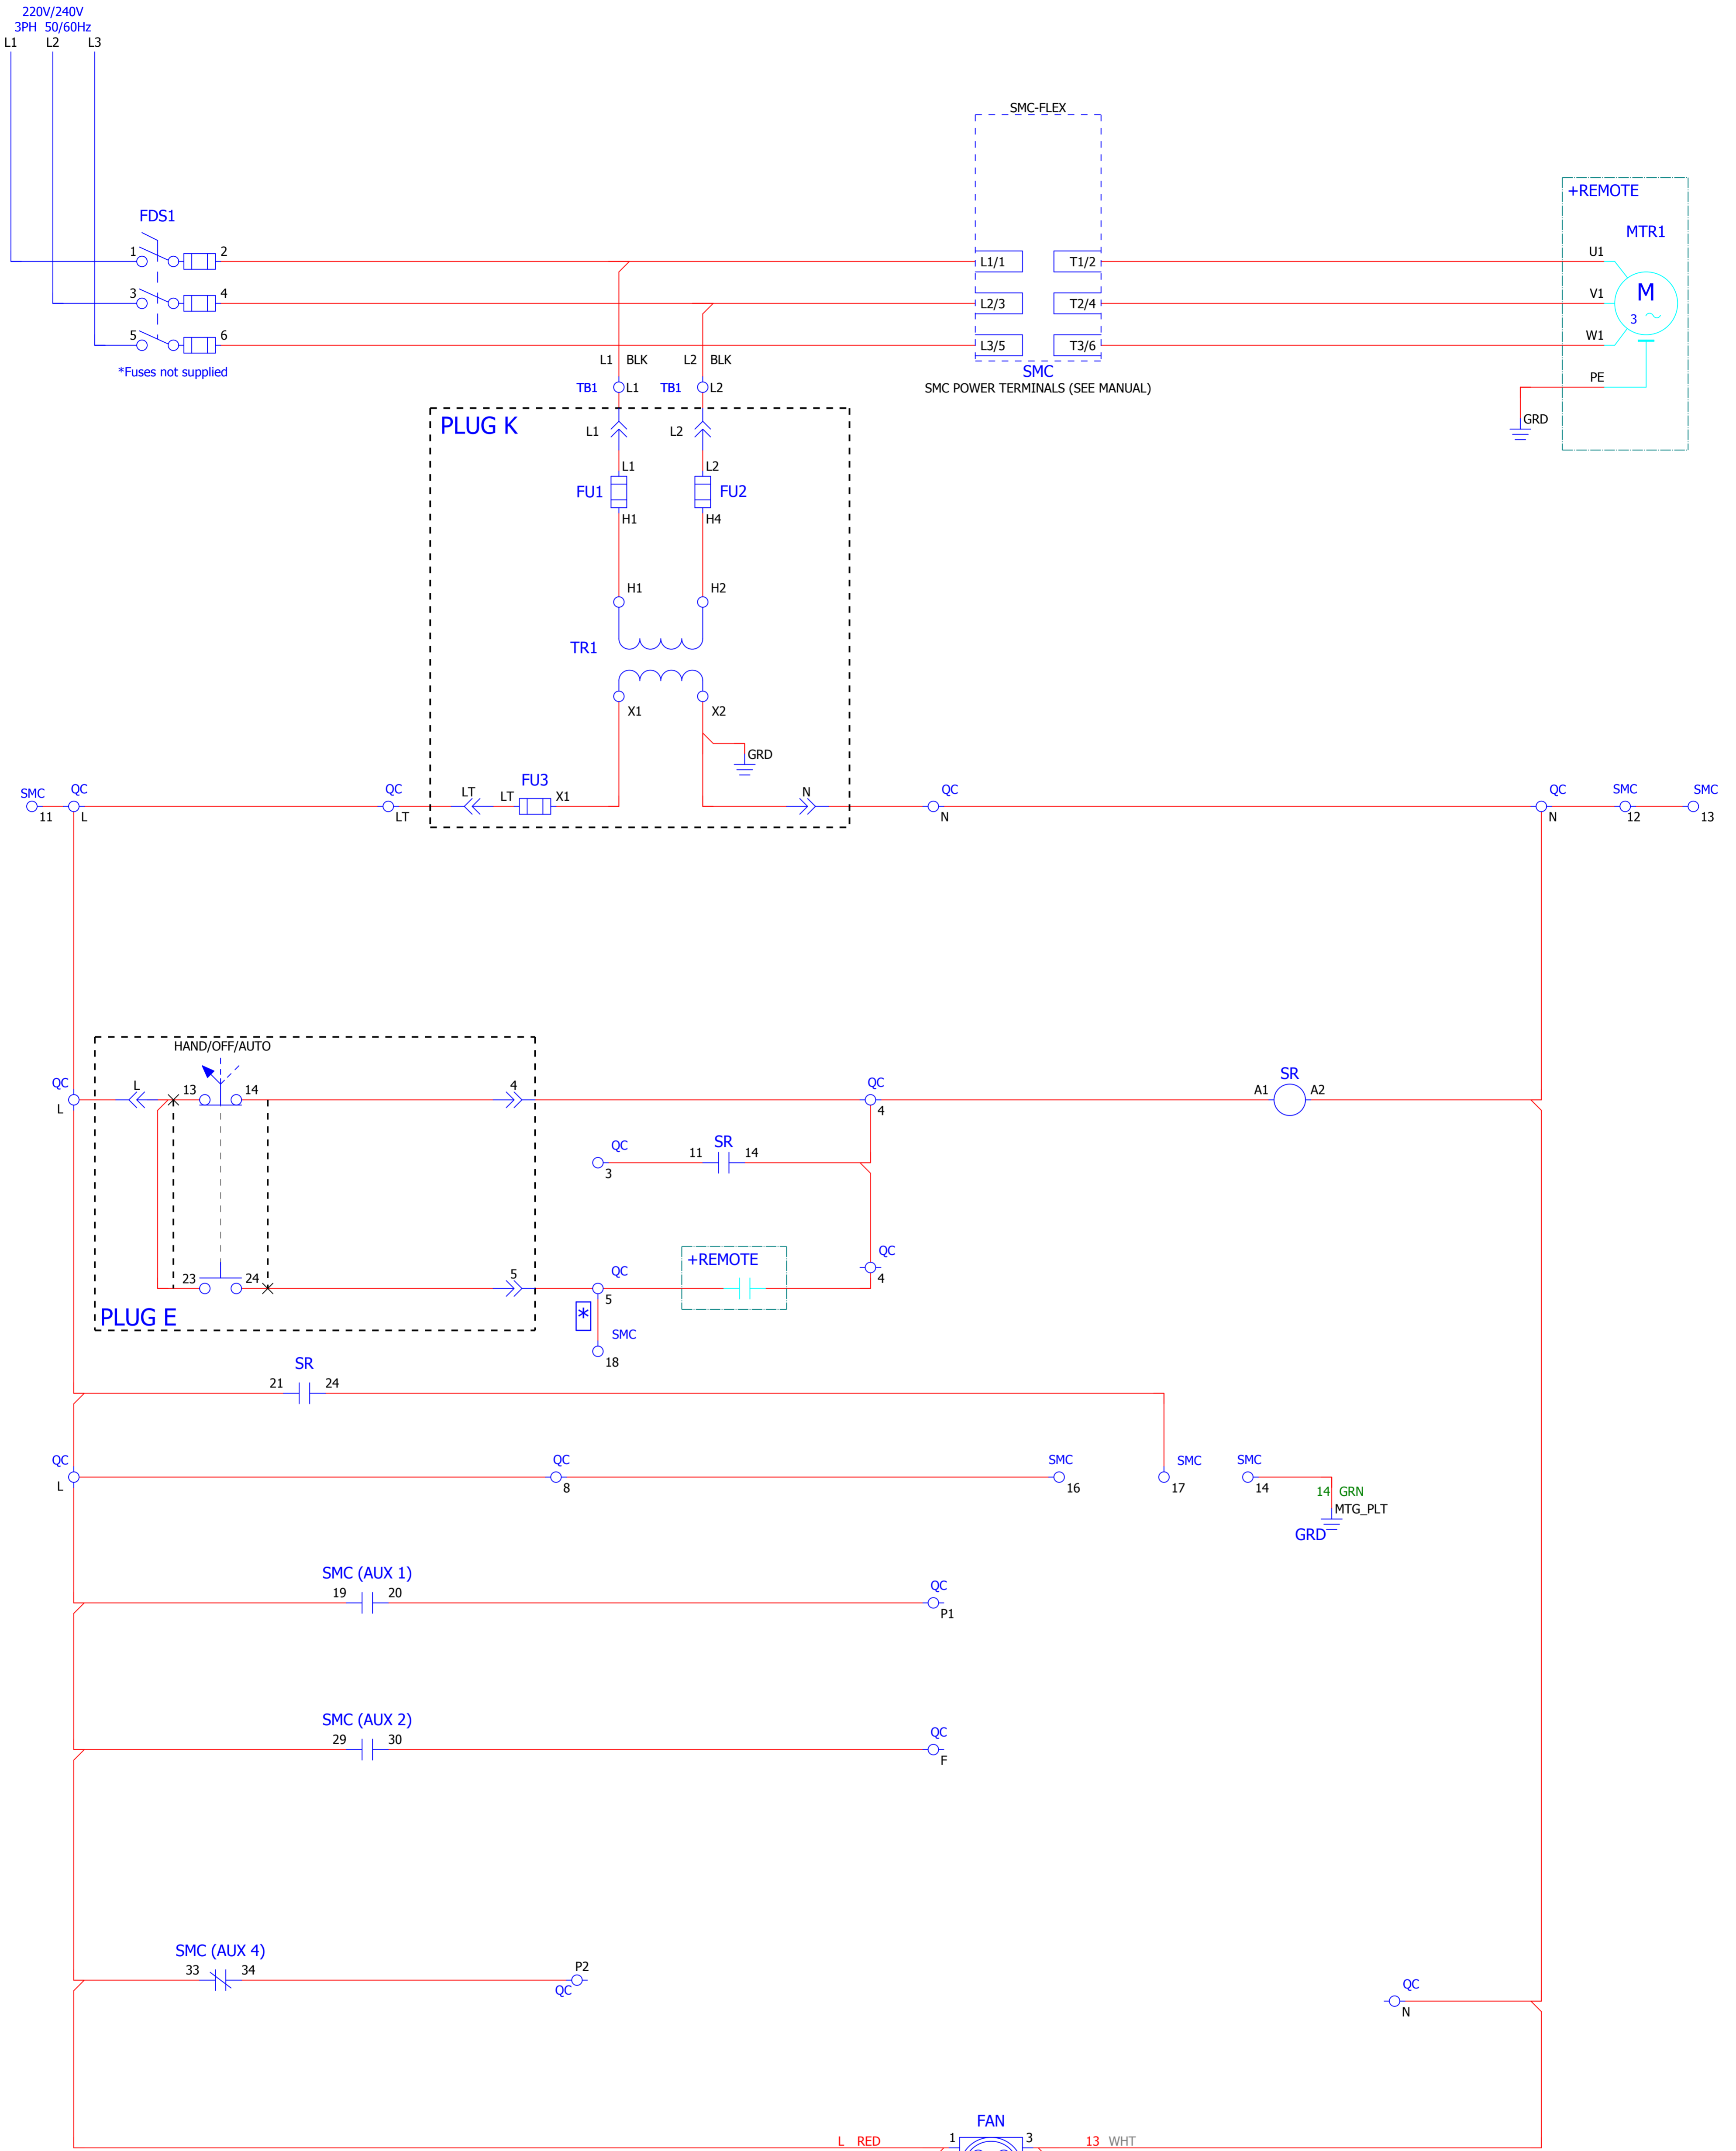 220V/240V
3PH 50/60Hz
L1 L2 L3
SMC-FLEX
+REMOTE
MTR1
FDS1
1 2 L1/1 T1/2 U1
3 4 L2/3 T2/4 V1 M
3
5 6 L3/5 T3/6 W1
*Fuses not supplied
SMC
SMC POWER TERMINALS (SEE MANUAL)
PE
GRD
L1 BLK L2 BLK
TB1 L1 TB1 L2
PLUG K
L1 L2
L1 L2
FU1 FU2
H1 H4
H1 H2
TR1
X1 X2
GRD
SMC QC QC FU3 QC QC SMC SMC
LT LT X1 N
11 L LT N N 12 13
HAND/OFF/AUTO
QC L 13 14 4 QC SR
A1 A2
L 4
QC SR
11 14
3
+REMOTE QC
4
23 24 5 QC
5
PLUG E *
SMC
18
SR
21 24
QC QC SMC SMC SMC
L 8 16 17 14
14 GRN
MTG_PLT
GRD
SMC (AUX 1)
19 20 QC
P1
SMC (AUX 2)
29 30 QC
F
SMC (AUX 4)
33 34 P2
QC
QC
N
FAN
L RED 1 3 13 WHT